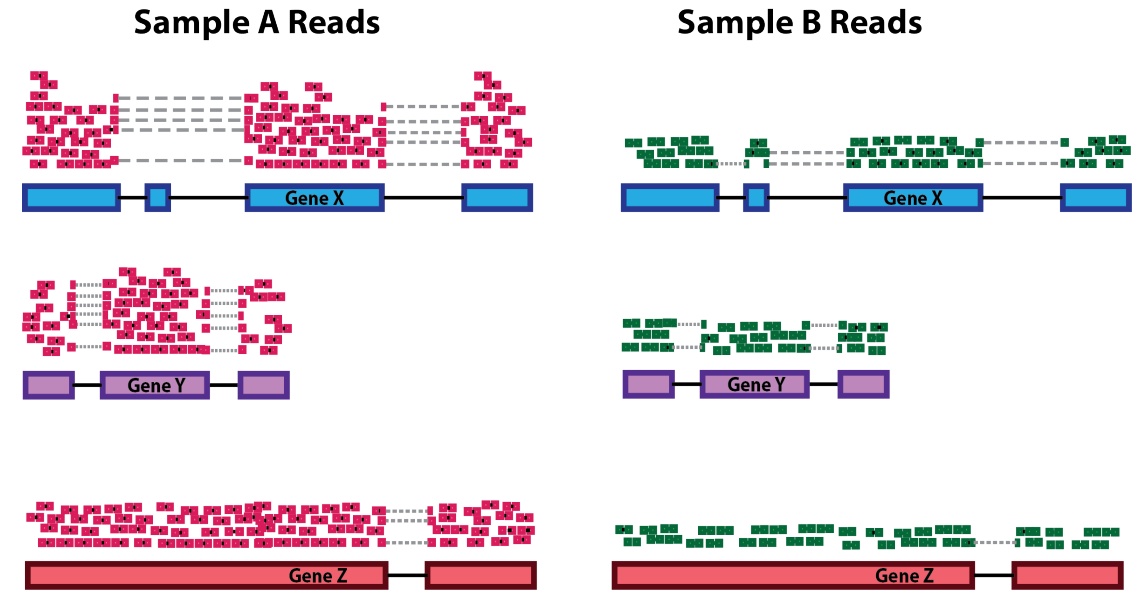 Sample A Reads
Sample B Reads
Gene X
Gene X
Gene Y
Gene Y
Gene Z
Gene Z